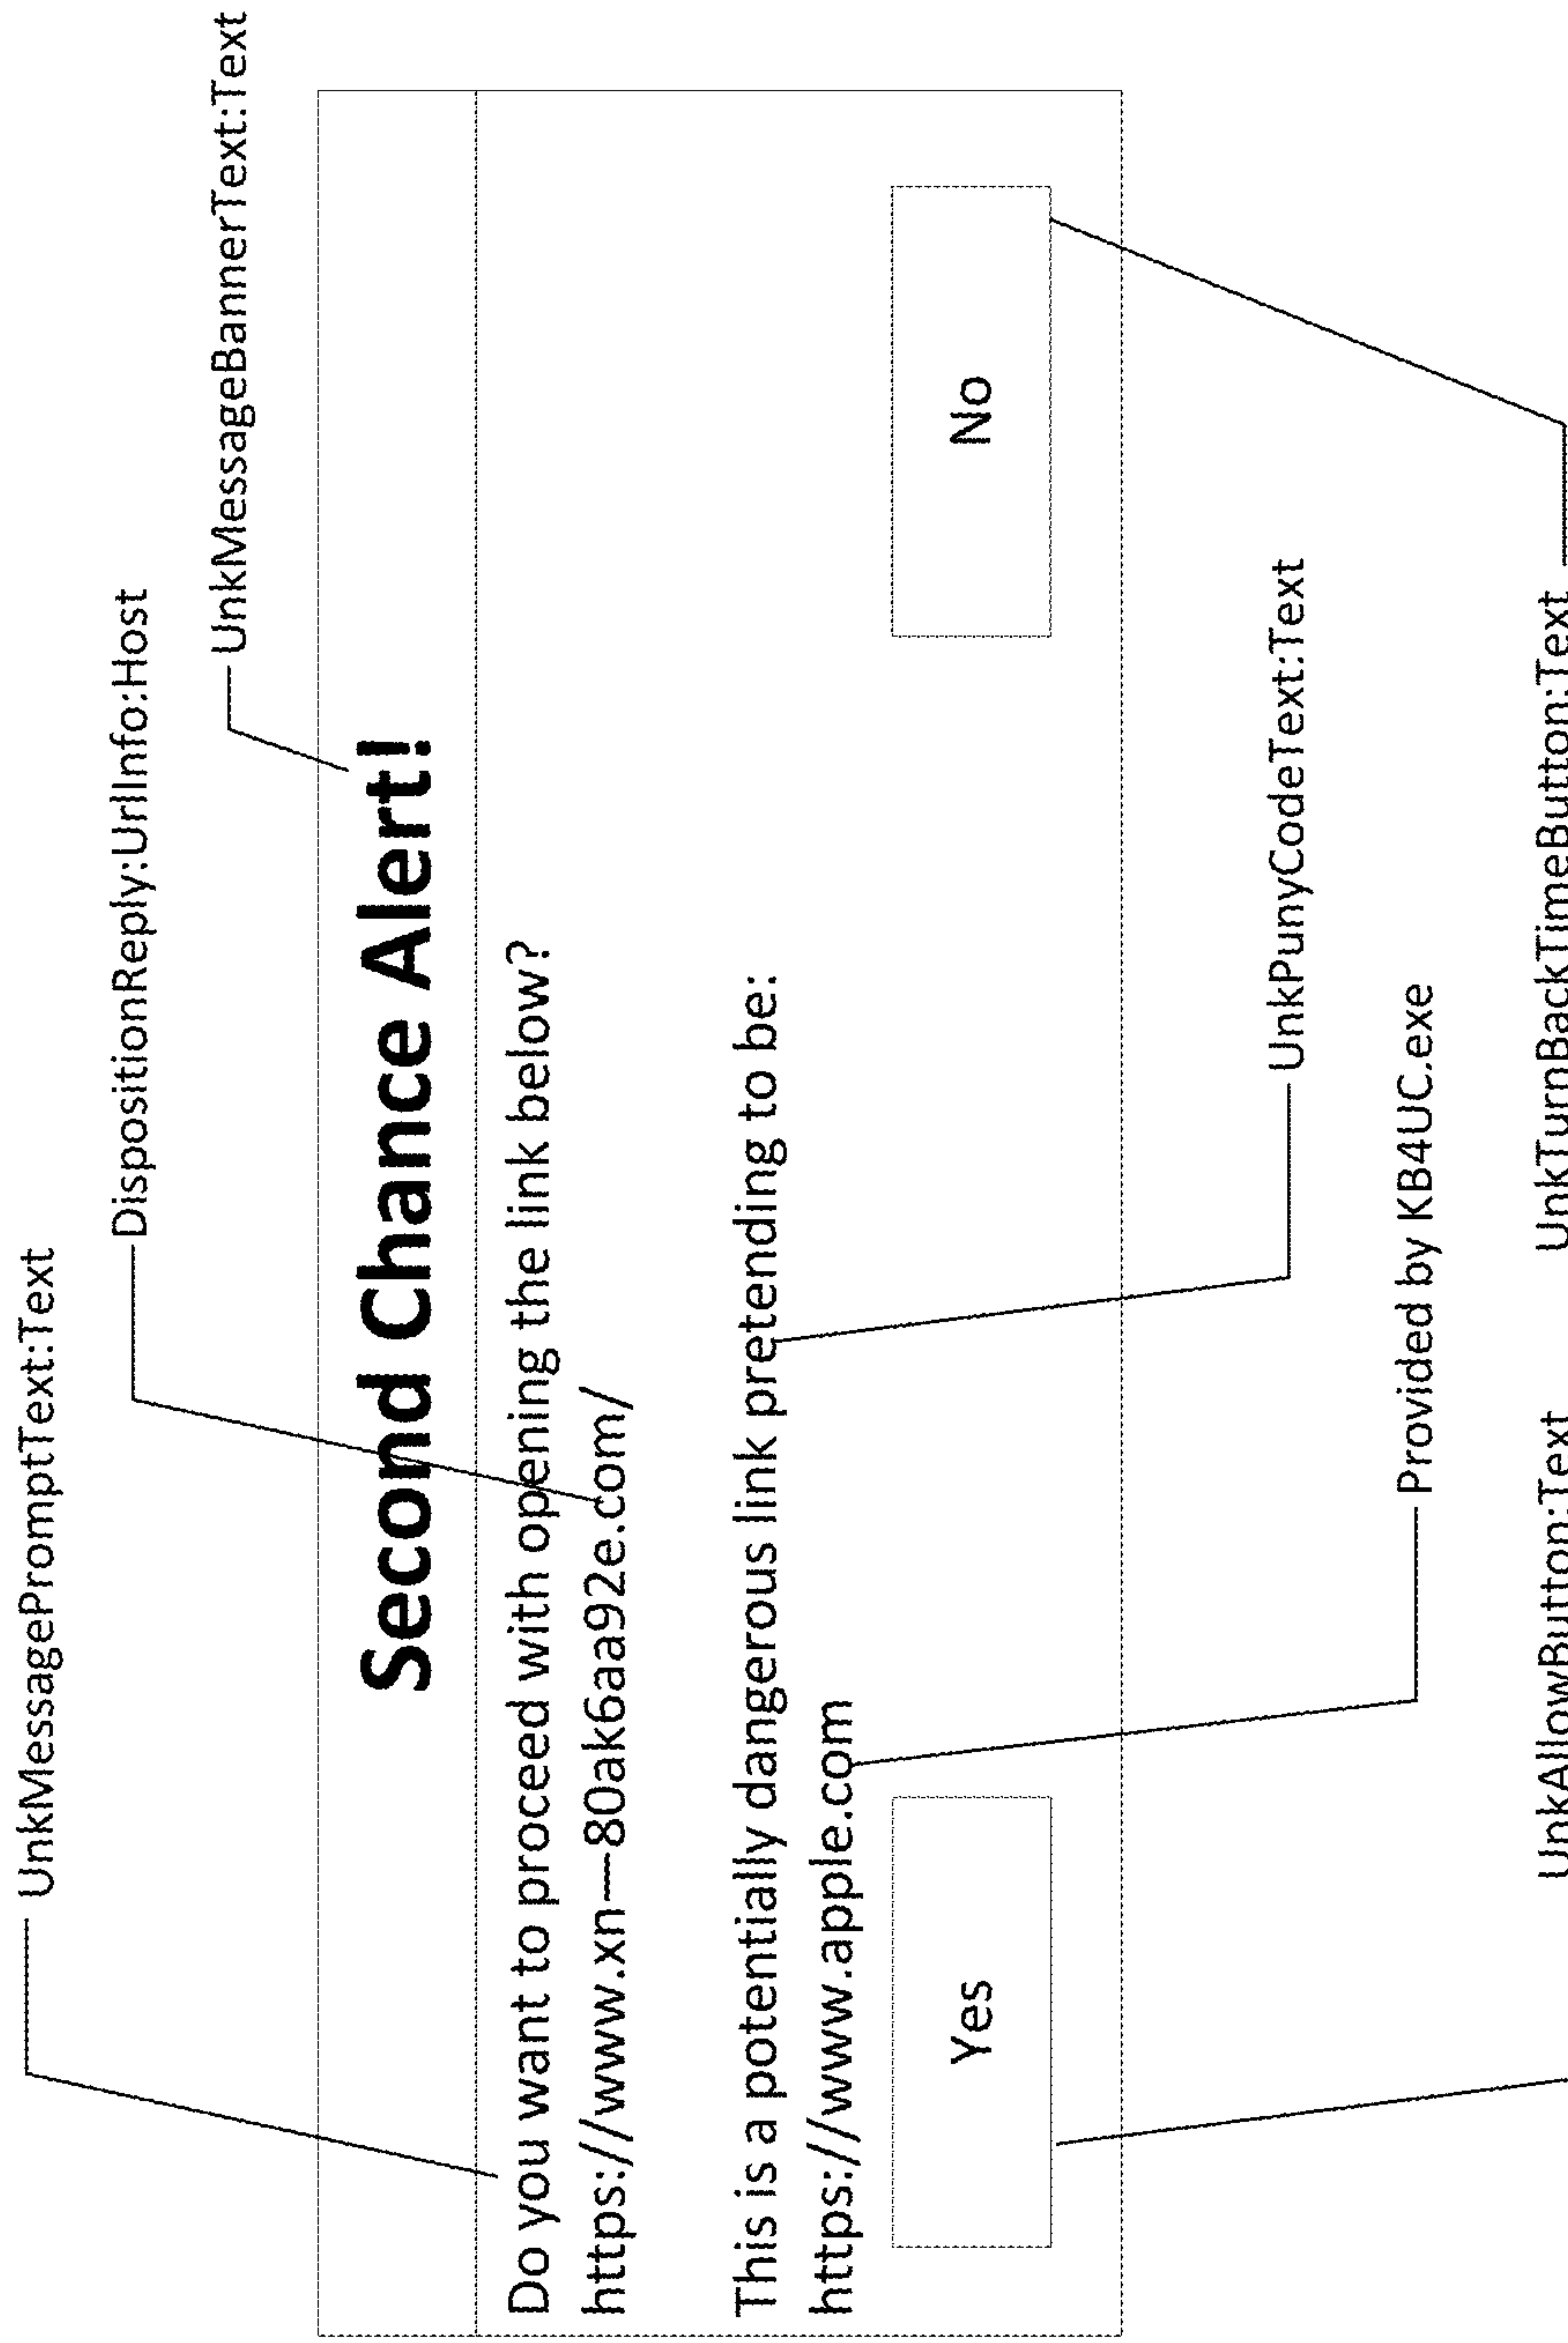 UnkMessagePromptText:Text
DispositionReply:UrlInfo:Host
UnkMessageBannerText:Text
Second Chance Alert!
Do you want to proceed with opening the link below?
https://www.xn—80ak6aa92e.com/
This is a potentially dangerous link pretending to be:
https://www.apple.com
Yes
No
UnkPunyCodeText:Text
Provided by KB4UC.exe
UnkAllowButton:Text
UnkTurnBackTimeButton:Text